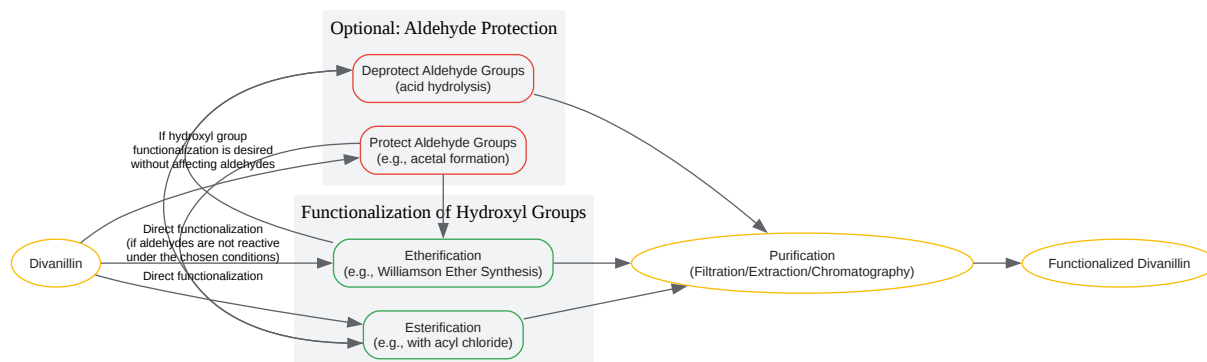 Optional: Aldehyde Protection
Deprotect Aldehyde Groups
(acid hydrolysis)
If hydroxyl group
functionalization is desired
without affecting aldehydes
Protect Aldehyde Groups
(e.g., acetal formation)
Functionalization of Hydroxyl Groups
Direct functionalization
(if aldehydes are not reactive
under the chosen conditions)
Divanillin
Direct functionalization
Etherification
(e.g., Williamson Ether Synthesis)
Purification
(Filtration/Extraction/Chromatography)
Functionalized Divanillin
Esterification
(e.g., with acyl chloride)